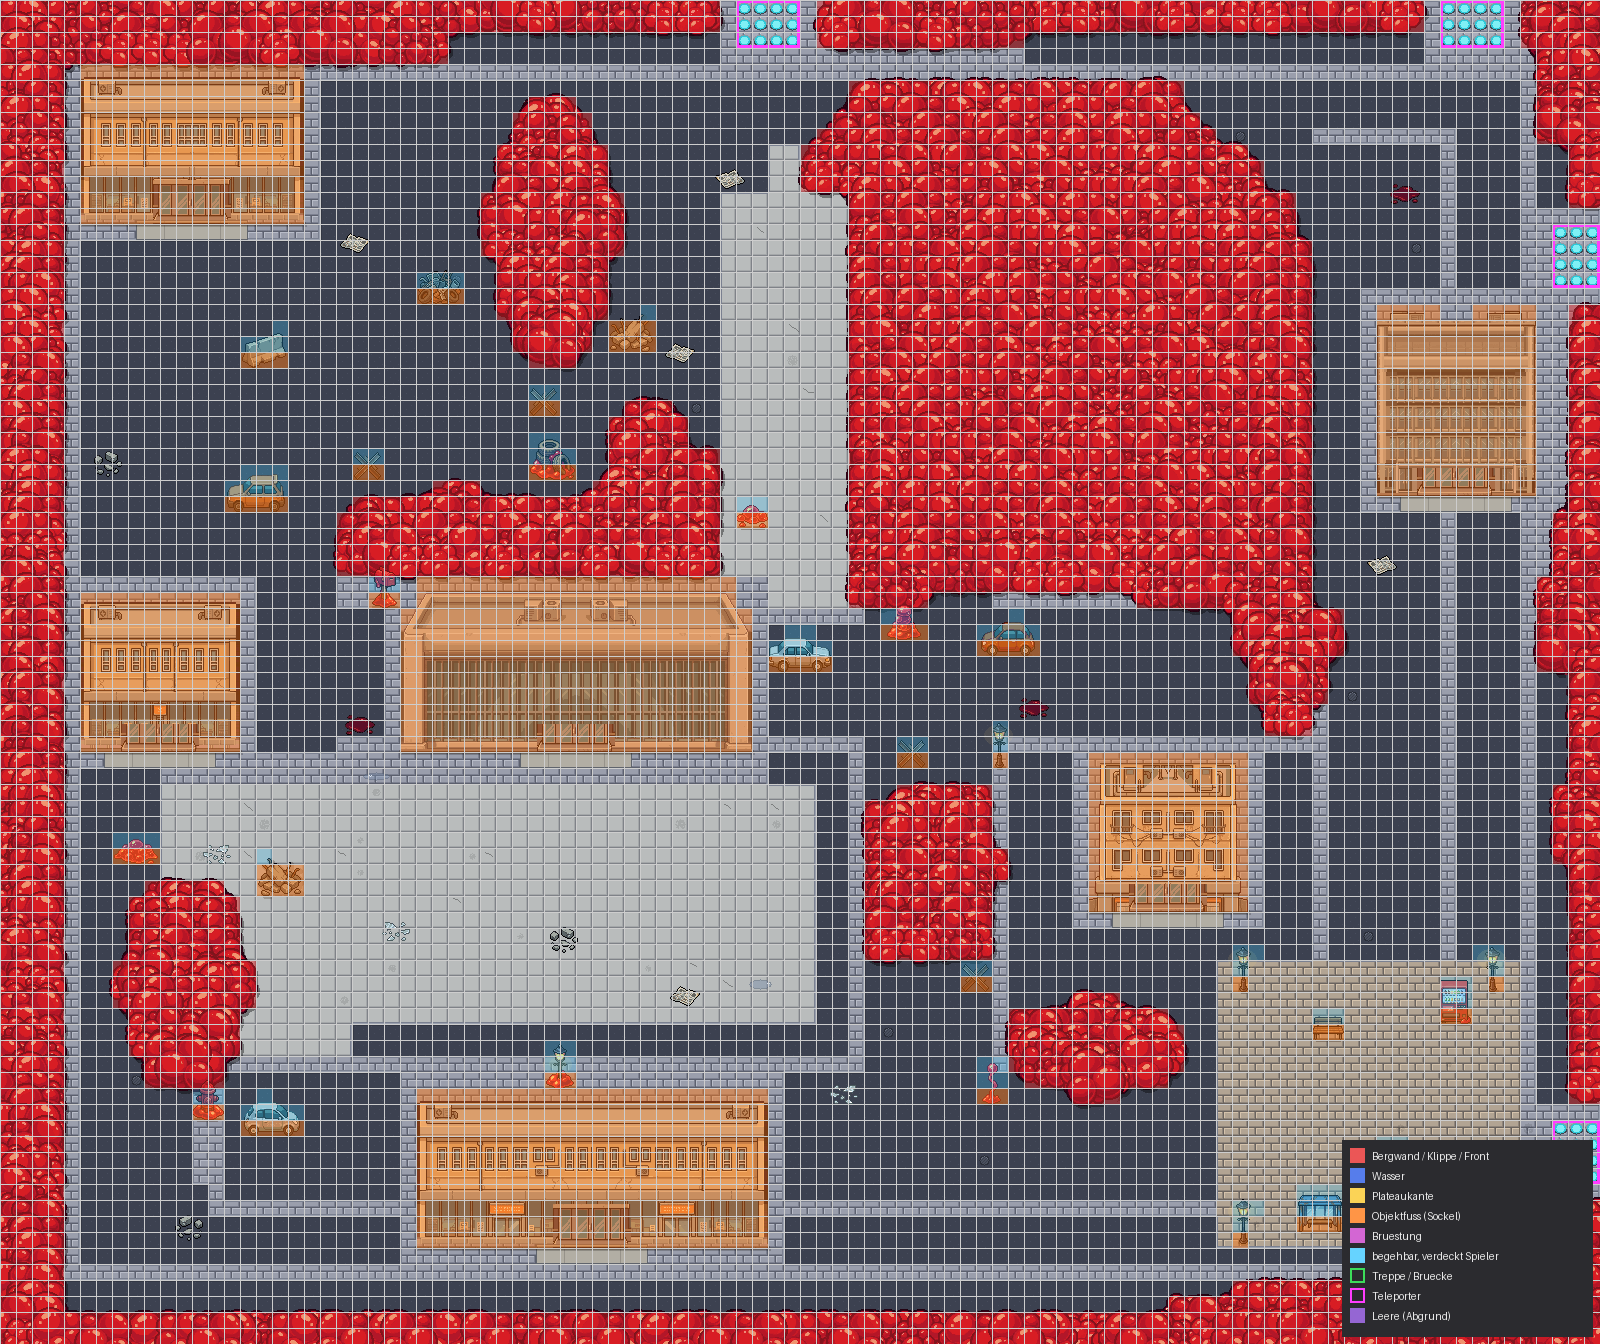 Bergwand / Klippe / Front
Wasser
Plateaukante
Objektfuss (Sockel)
Bruestung
begehbar, verdeckt Spieler
Treppe / Bruecke
Teleporter
Leere (Abgrund)